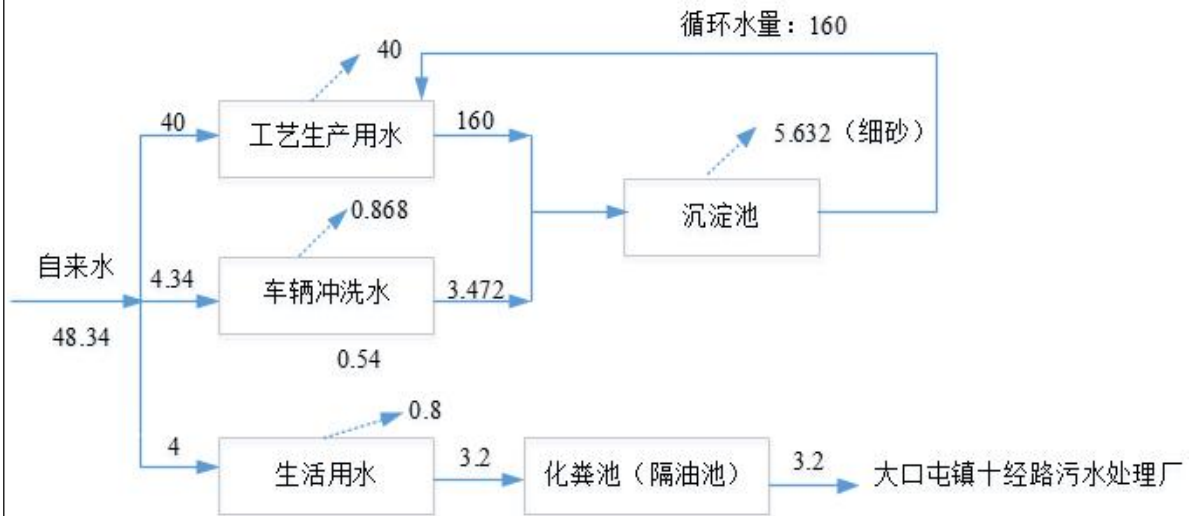 循环水量：160
40
40
工艺生产用水
160
5.632（细砂）
沉淀池
0.868
自来水
4.34
车辆冲洗水
3.472
48.34
0.54
0.8
4
生活用水
3.2
化粪池（隔油池）
3.2
大口屯镇十经路污水处理厂